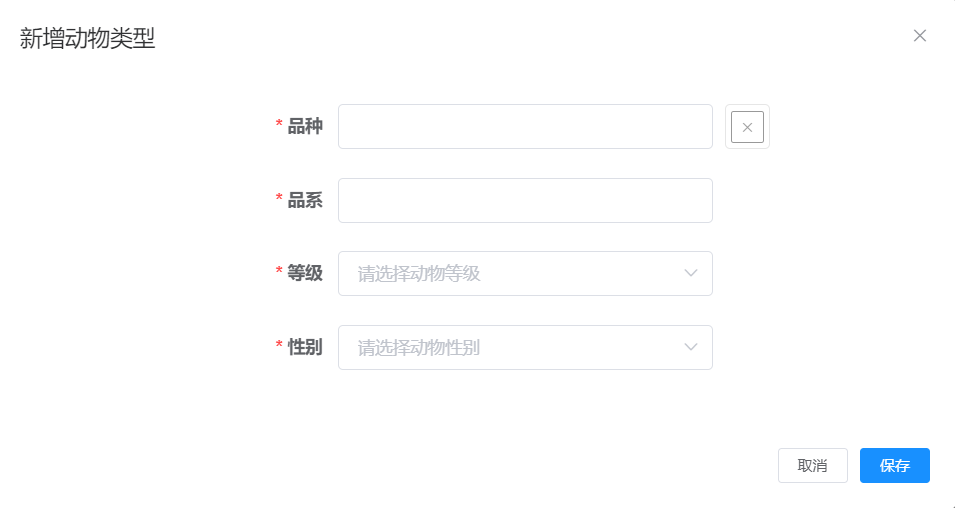 新增动物类型
* 品种
* 品系
* 等级 请选择动物等级
* 性别 请选择动物性别
取消 保存